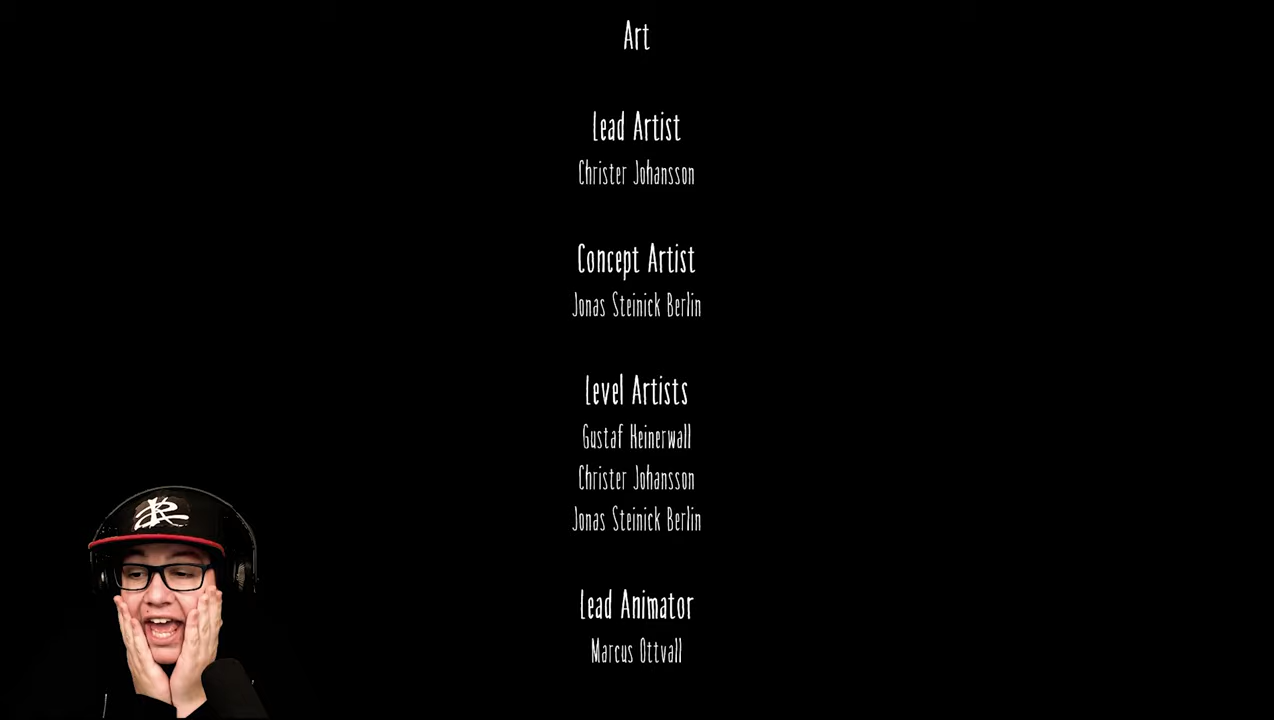 Art
Lead Artist
Christer Johansson
Concept Artist
Jonas Steinick Berlin
Level Artists
Gustaf Heinerwall
Christer Johansson
Jonas Steinick Berlin
Lead Animator
Marcus Ottvall